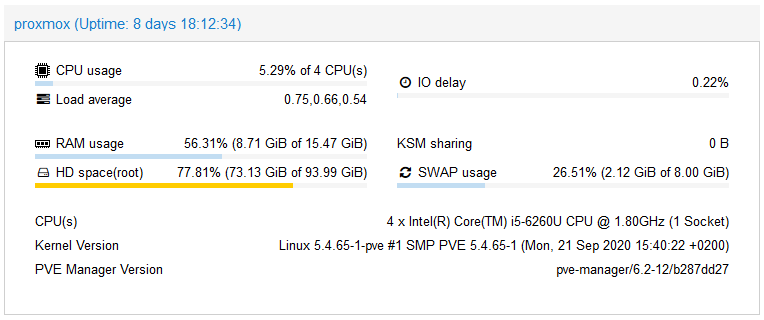 proxmox (Uptime: 8 days 18:12:34)
CPU usage 5.29% of 4 CPU(s)
IO delay 0.22%
Load average 0.75,0.66,0.54
RAM usage 56.31% (8.71 GiB of 15.47 GiB)
KSM sharing 0 B
HD space(root) 77.81% (73.13 GiB of 93.99 GiB)
SWAP usage 26.51% (2.12 GiB of 8.00 GiB)
CPU(s) 4 x Intel(R) Core(TM) i5-6260U CPU @ 1.80GHz (1 Socket)
Kernel Version Linux 5.4.65-1-pve #1 SMP PVE 5.4.65-1 (Mon, 21 Sep 2020 15:40:22 +0200)
PVE Manager Version pve-manager/6.2-12/b287dd27